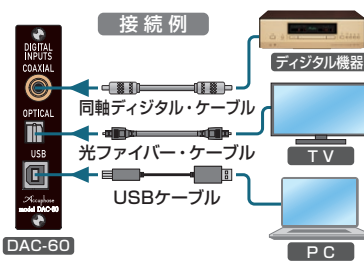 接続例
DIGITAL
INPUTS
COAXIAL
ディジタル機器
同軸ディジタル・ケーブル
OPTICAL
光ファイバー・ケーブル
TV
USB
USBケーブル
Accuphase
model DAC-60
DAC-60
PC